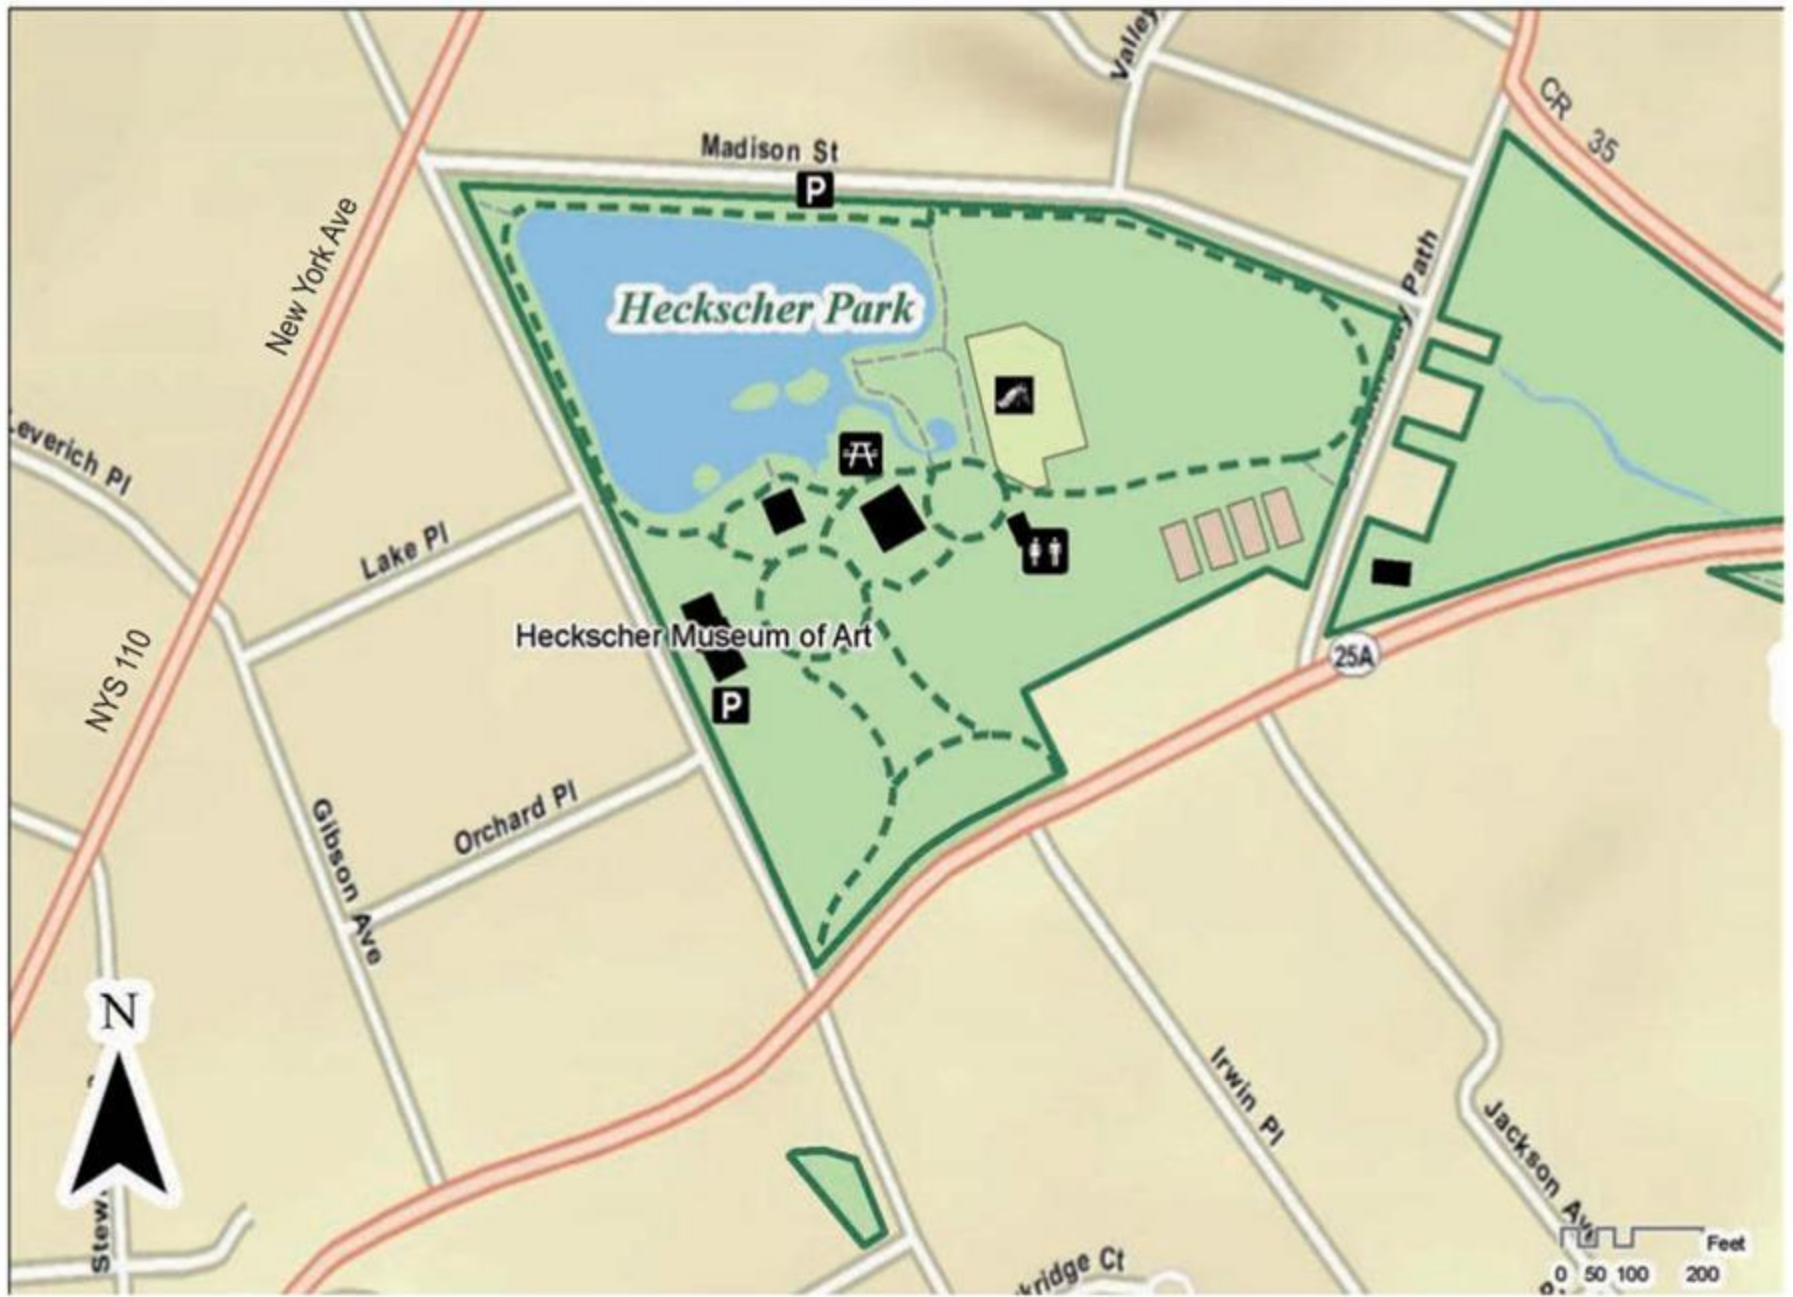 Valley
CR 35
Madison St
P
New York Ave
Path
Heckscher Park
Leverich Pl
Lake Pl
Heckscher Museum of Art
25A
NYS 110
P
Orchard Pl
Gibson Ave
N
Irwin Pl
Jackson Av
Stew
kridge Ct
Feet
0 50 100 200